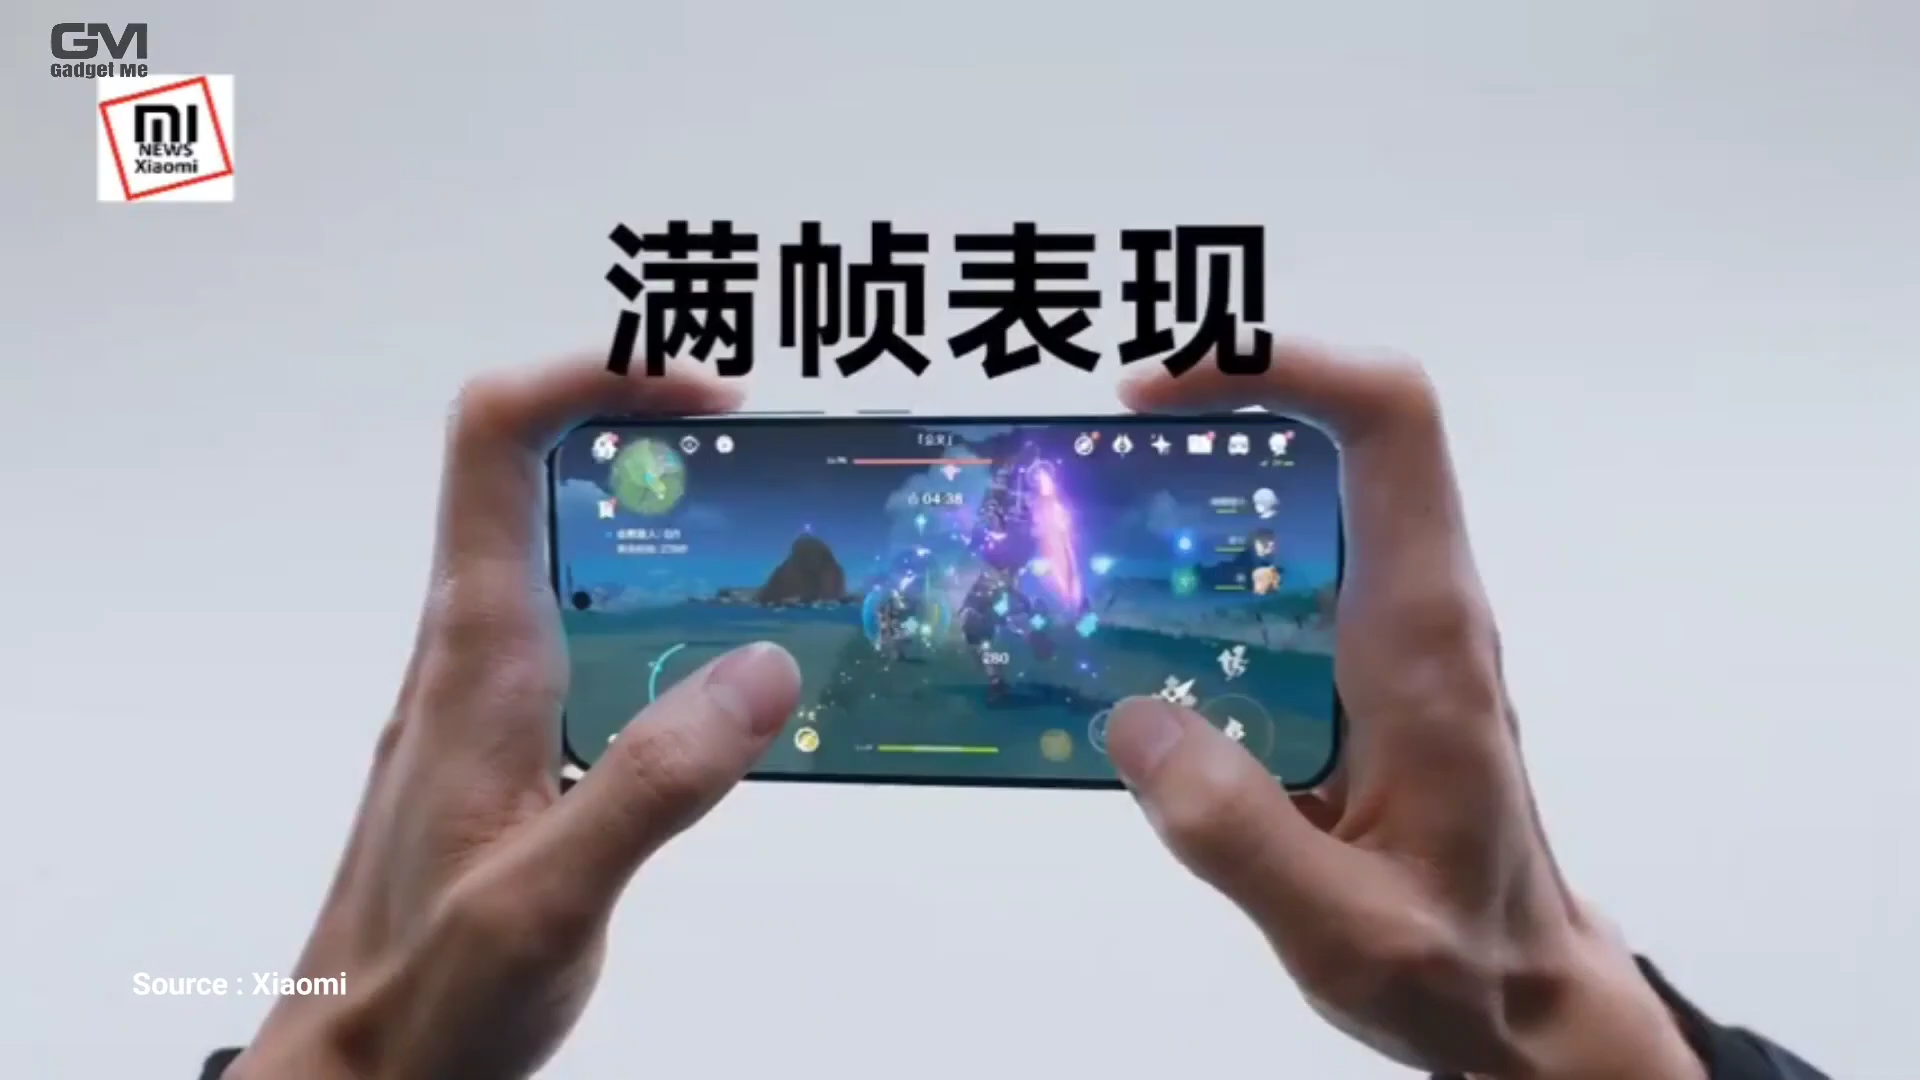 GM
Gadget Me
MI
NEWS
Xiaomi
满帧表现
04:38
280
Source : Xiaomi